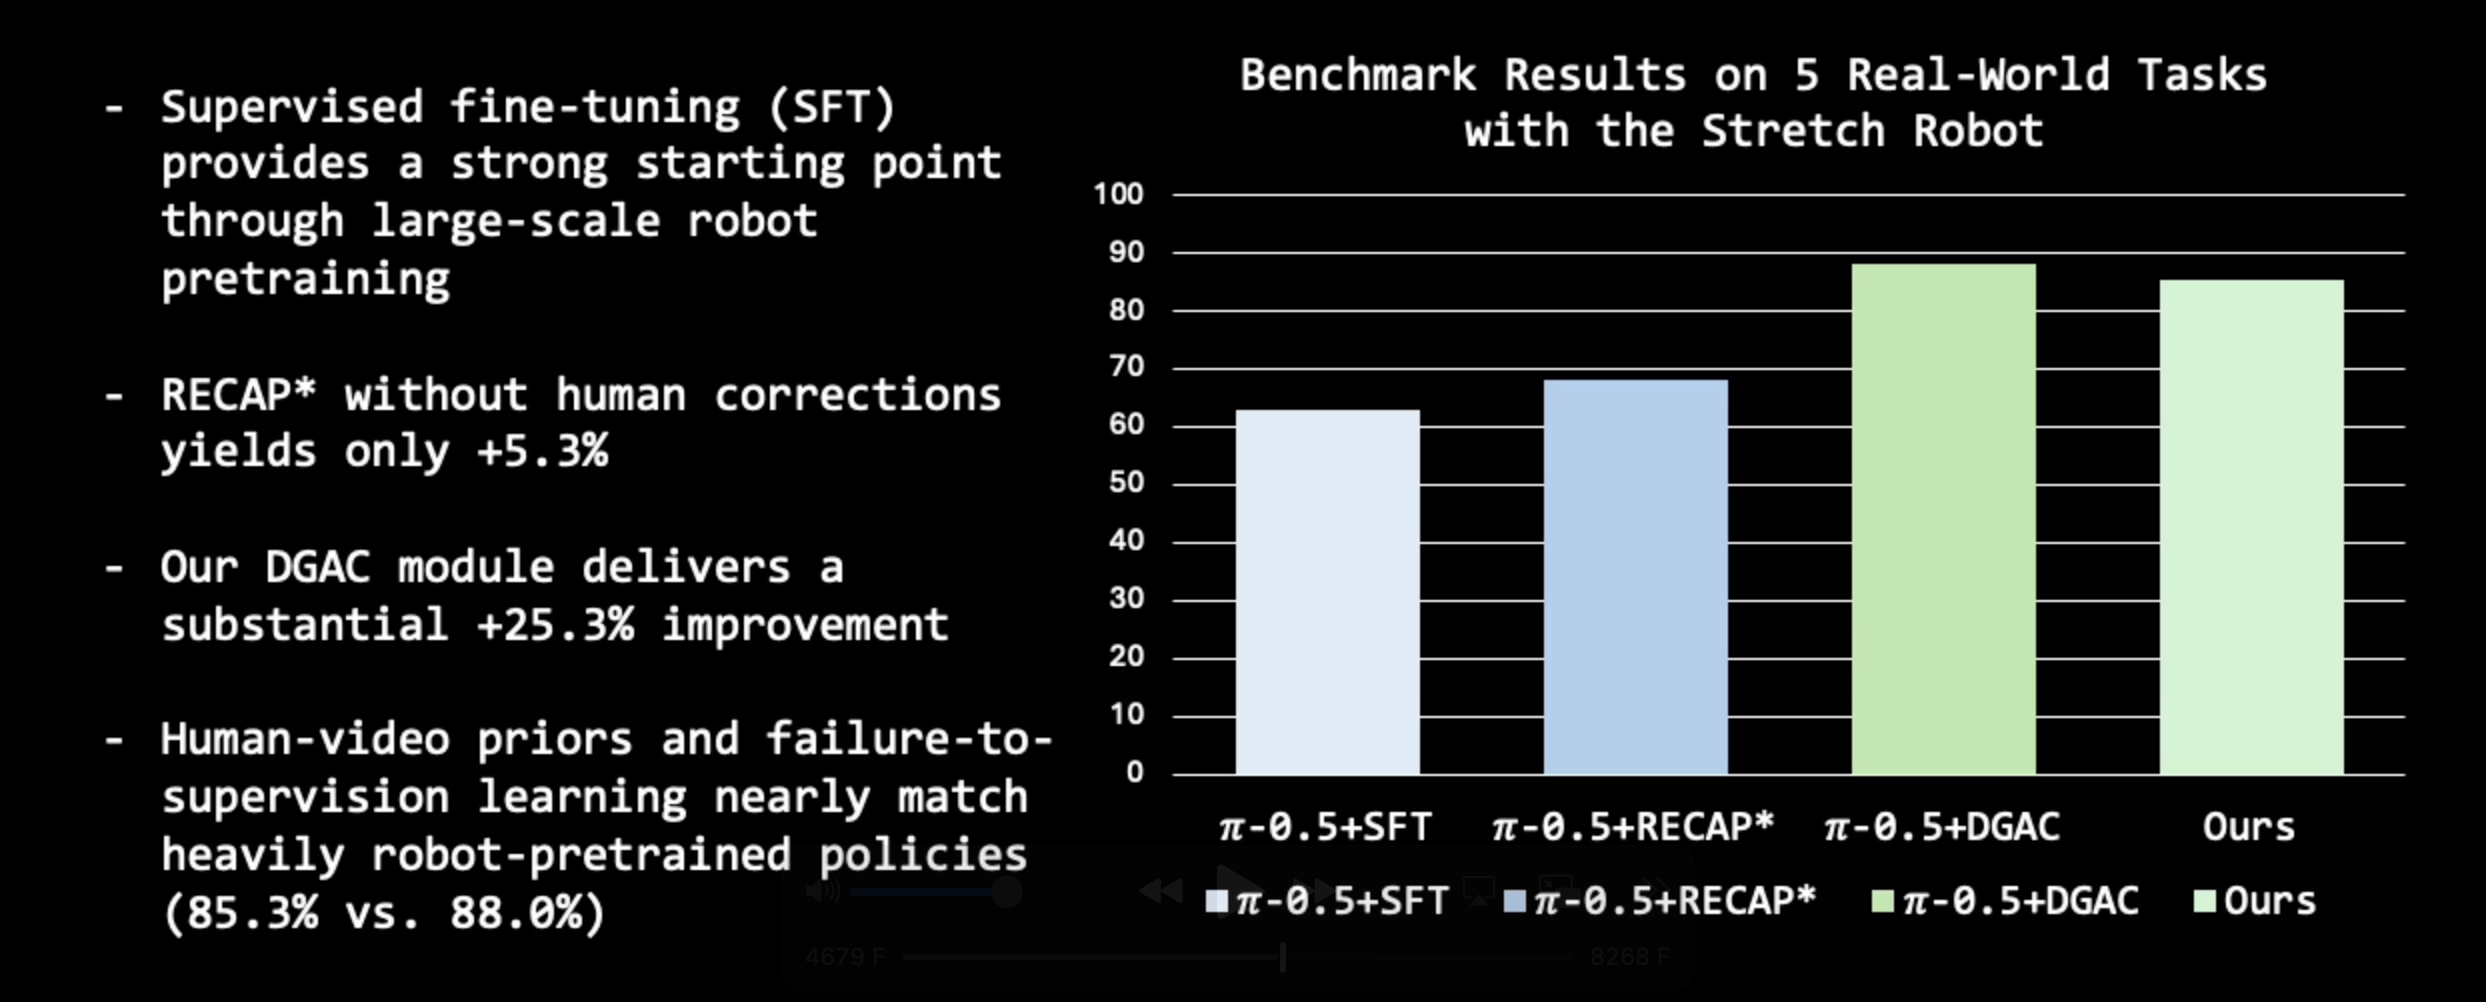 - Supervised fine-tuning (SFT)
provides a strong starting point
through large-scale robot
pretraining
- RECAP* without human corrections
yields only +5.3%
- Our DGAC module delivers a
substantial +25.3% improvement
- Human-video priors and failure-to-
supervision learning nearly match
heavily robot-pretrained policies
(85.3% vs. 88.0%)
Benchmark Results on 5 Real-World Tasks
with the Stretch Robot
100
90
80
70
60
50
40
30
20
10
0
π-0.5+SFT π-0.5+RECAP* π-0.5+DGAC Ours
π-0.5+SFT π-0.5+RECAP* π-0.5+DGAC Ours
4679 F 8268 F